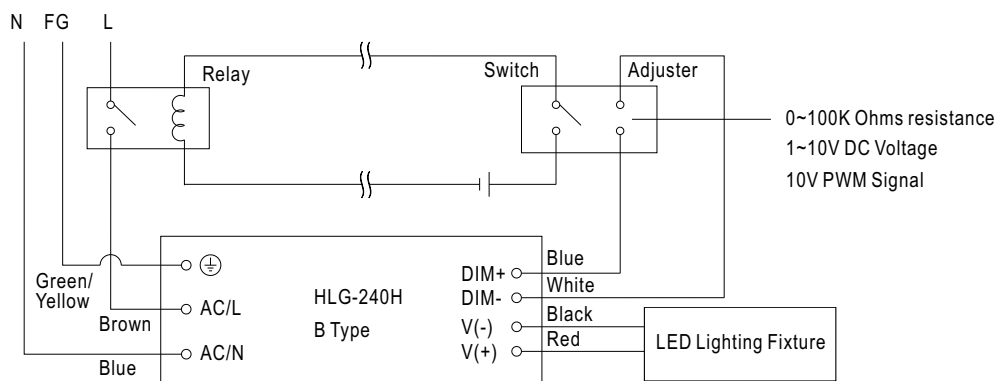 N FG L
Relay
Switch
Adjuster
0~100K Ohms resistance
1~10V DC Voltage
10V PWM Signal
Green/
Yellow
Brown
Blue
AC/L
AC/N
HLG-240H
B Type
DIM+
DIM-
V(-)
V(+)
Blue
White
Black
Red
LED Lighting Fixture